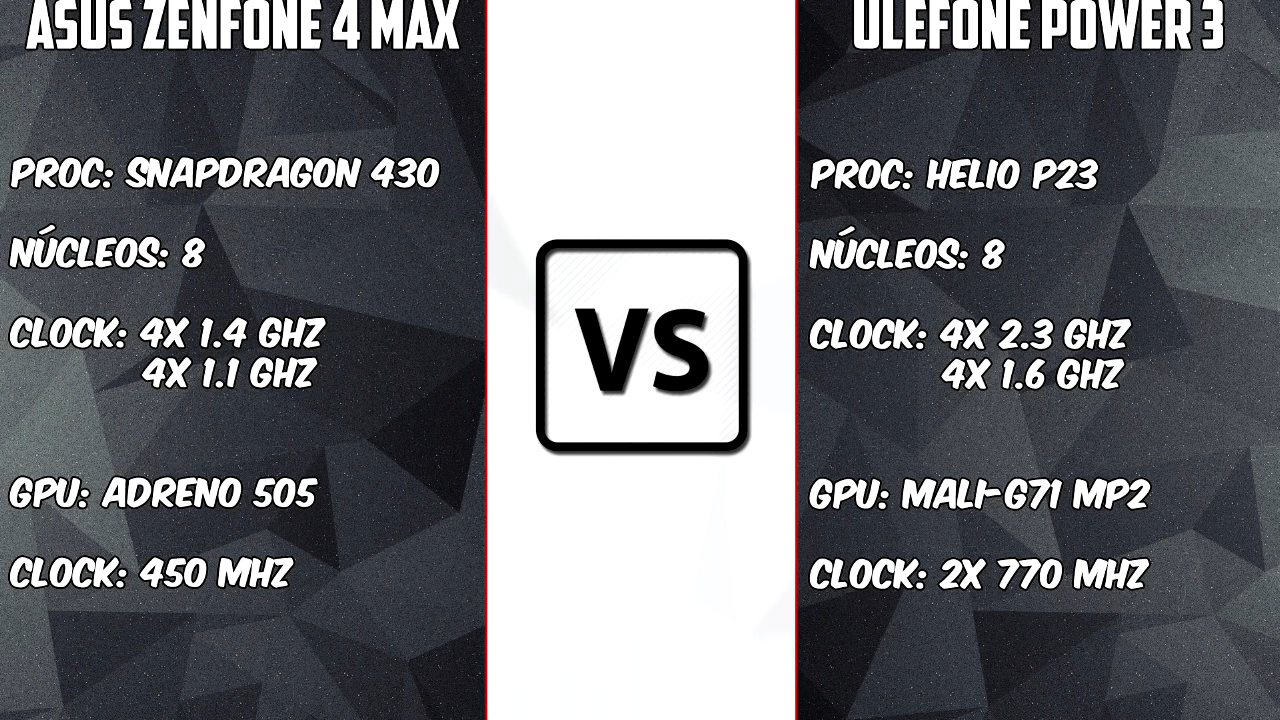 ASUS ZENFONE 4 MAX
PROC: SNAPDRAGON 430
NÚCLEOS: 8
CLOCK: 4X 1.4 GHZ
4X 1.1 GHZ
GPU: ADRENO 505
CLOCK: 450 MHZ
VS
ULEFONE POWER 3
PROC: HELIO P23
NÚCLEOS: 8
CLOCK: 4X 2.3 GHZ
4X 1.6 GHZ
GPU: MALI-G71 MP2
CLOCK: 2X 770 MHZ